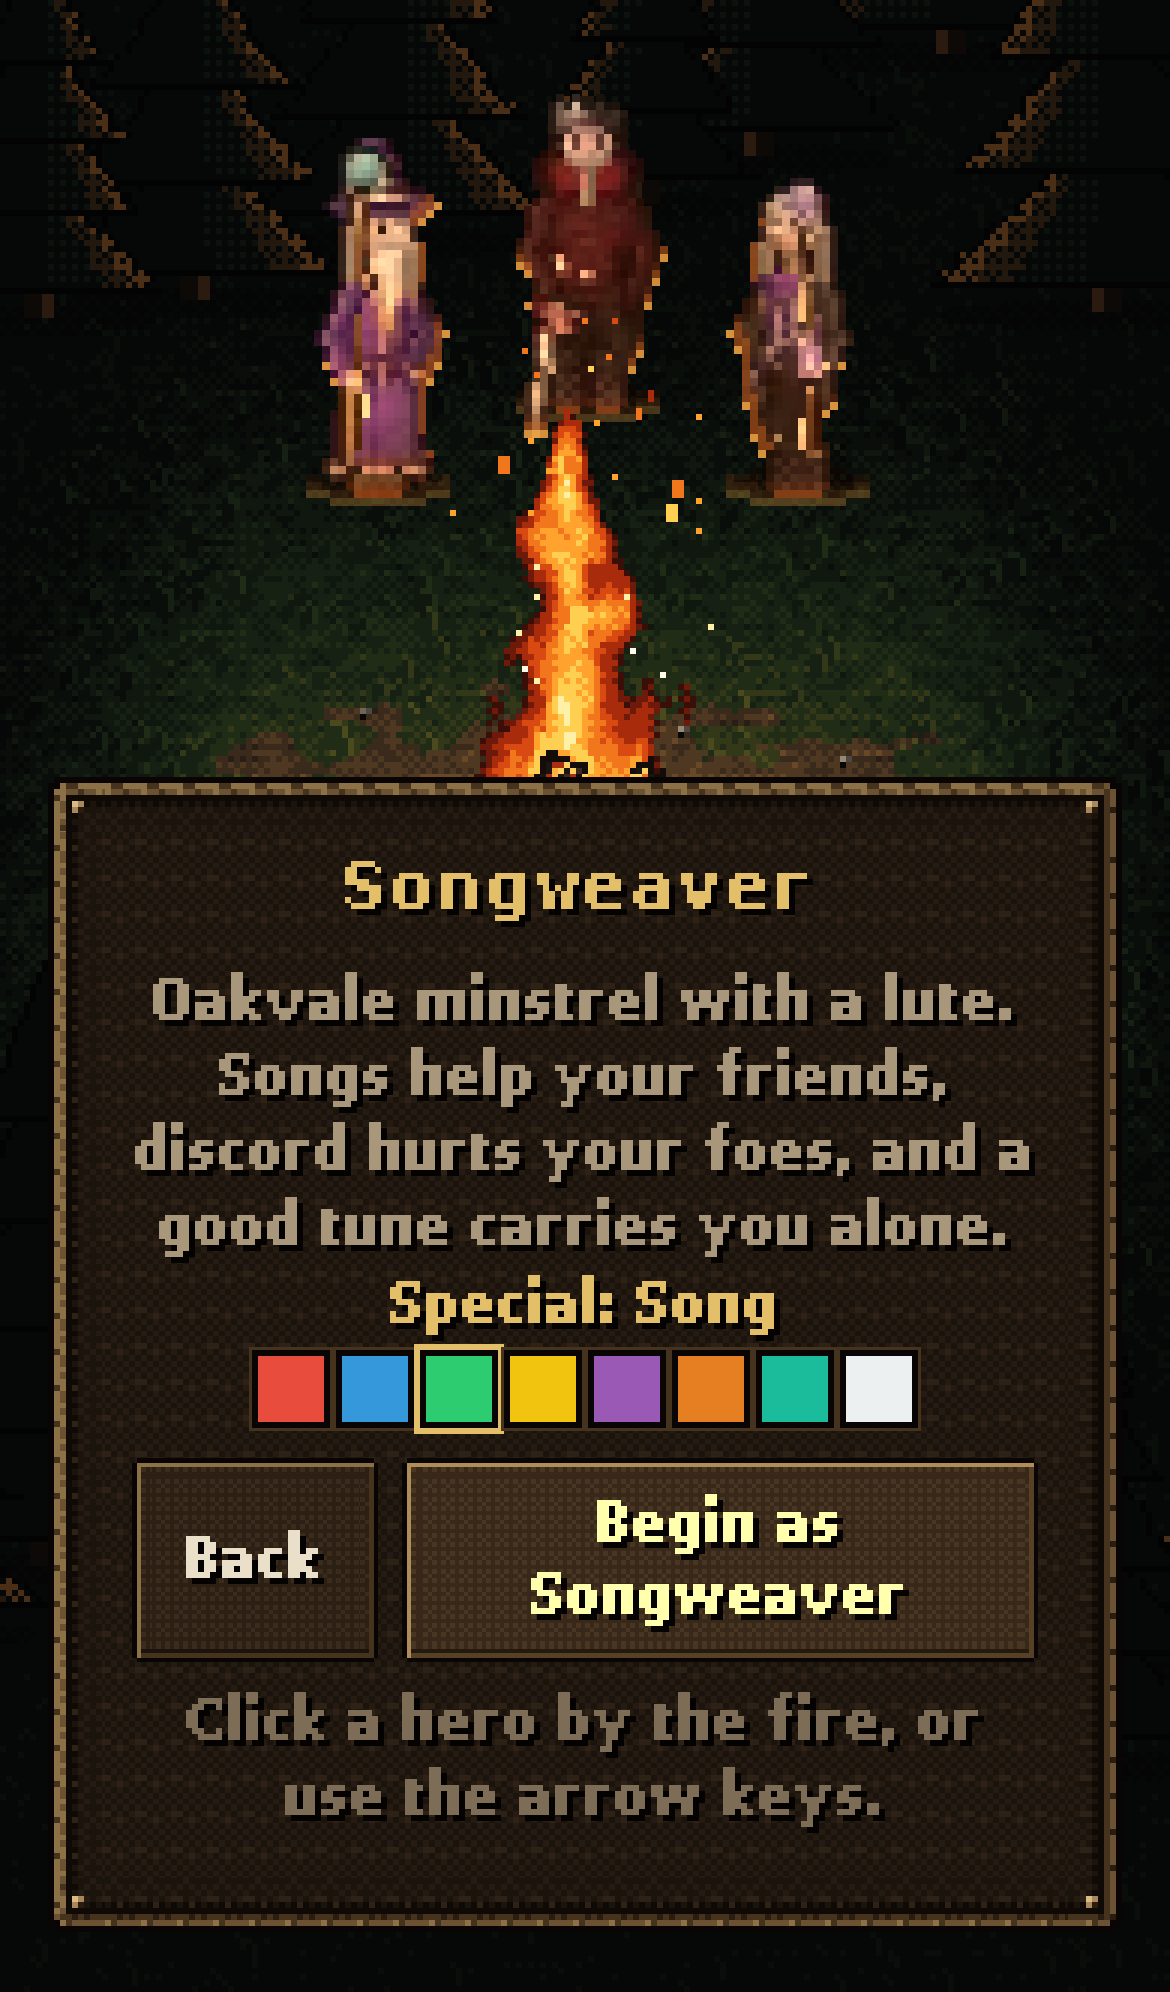 Songweaver
Oakvale minstrel with a lute.
Songs help your friends,
discord hurts your foes, and a
good tune carries you alone.
Special: Song
Back
Begin as
Songweaver
Click a hero by the fire, or
use the arrow keys.